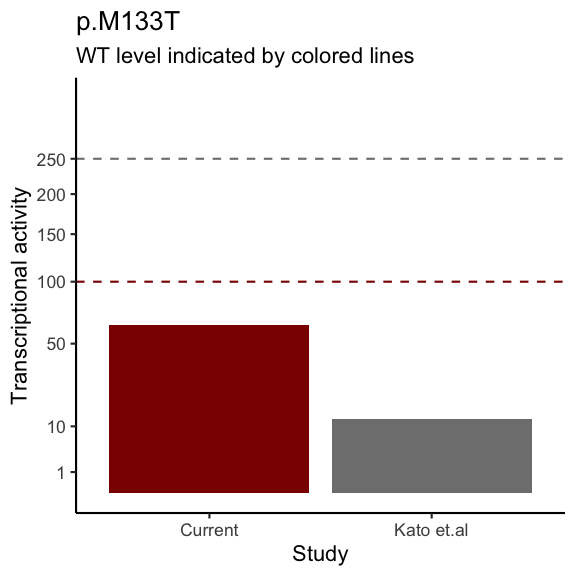 p.M133T
WT level indicated by colored lines
Transcriptional activity
250
200
150
100
50
10
1
Current
Kato et.al
Study